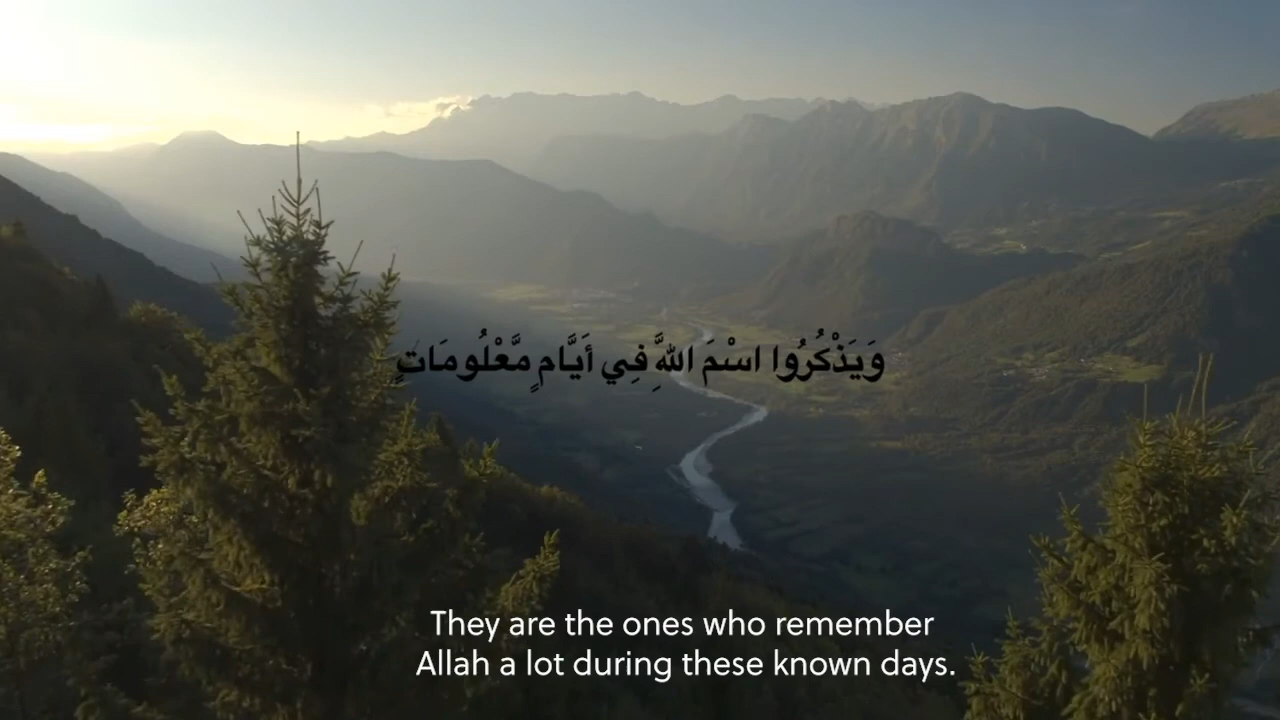 وَيَذْكُرُوا اسْمَ اللَّهِ فِي أَيَّامٍ مَّعْلُومَاتٍ
They are the ones who remember
Allah a lot during these known days.